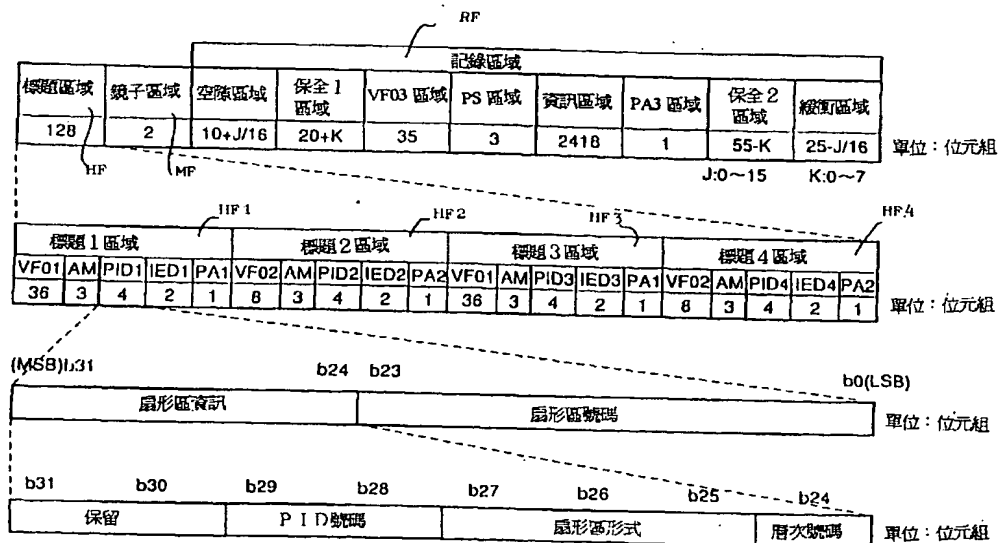 RF
記錄區域
標題區域 鏡子區域 空隙區域 保全1區域 VF03 區域 PS 區域 資訊區域 PA3 區域 保全2區域 緩衝區域
128 2 10+J/16 20+K 35 3 2418 1 55-K 25-J/16 單位：位元組
HF MF J:0～15 K:0～7
HF1 HF2 HF3 HF4
標題1區域 標題2區域 標題3區域 標題4區域
VF01 AM PID1 IED1 PA1 VF02 AM PID2 IED2 PA2 VF01 AM PID3 IED3 PA1 VF02 AM PID4 IED4 PA2
36 3 4 2 1 8 3 4 2 1 36 3 4 2 1 8 3 4 2 1 單位：位元組
(MSB)b31 b24 b23 b0(LSB)
扇形區資訊 扇形區號碼 單位：位元組
b31 b30 b29 b28 b27 b26 b25 b24
保留 PID號碼 扇形區形式 層次號碼 單位：位元組